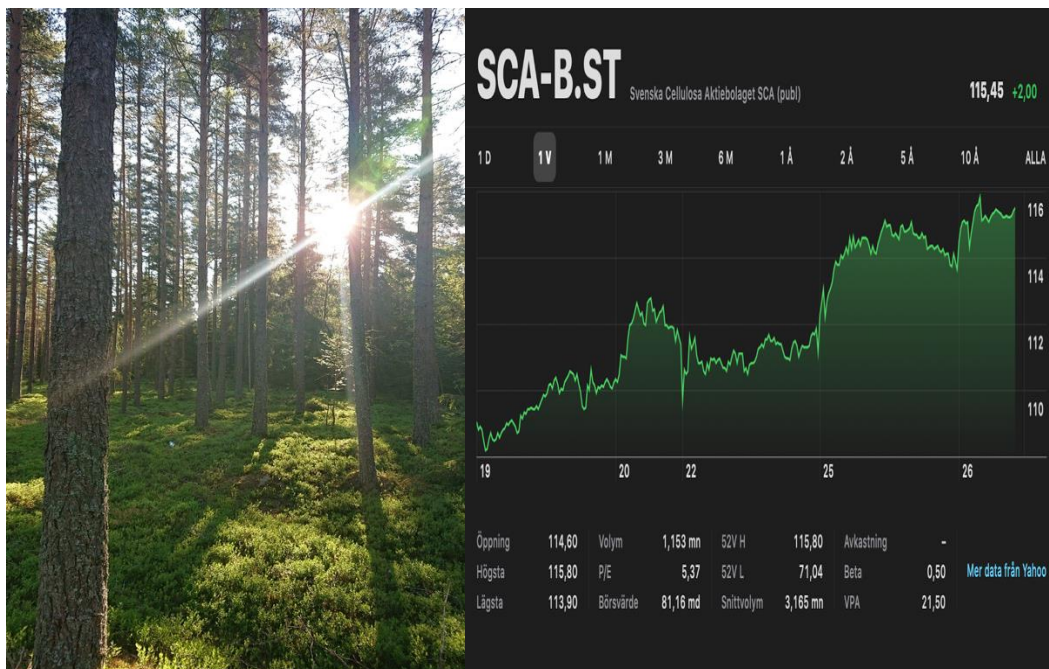 SCA-B.ST Svenska Cellulosa Aktiebolaget SCA (publ) 115,45 +2,00
1 D 1 V 1 M 3 M 6 M 1 Å 2 Å 5 Å 10 Å ALLA
116
114
112
110
19 20 22 25 26
Öppning 114,60 Volym 1,153 mn 52V H 115,80 Avkastning –
Högsta 115,80 P/E 5,37 52V L 71,04 Beta 0,50 Mer data från Yahoo
Lägsta 113,90 Börsvärde 81,16 md Snittvolym 3,165 mn VPA 21,50